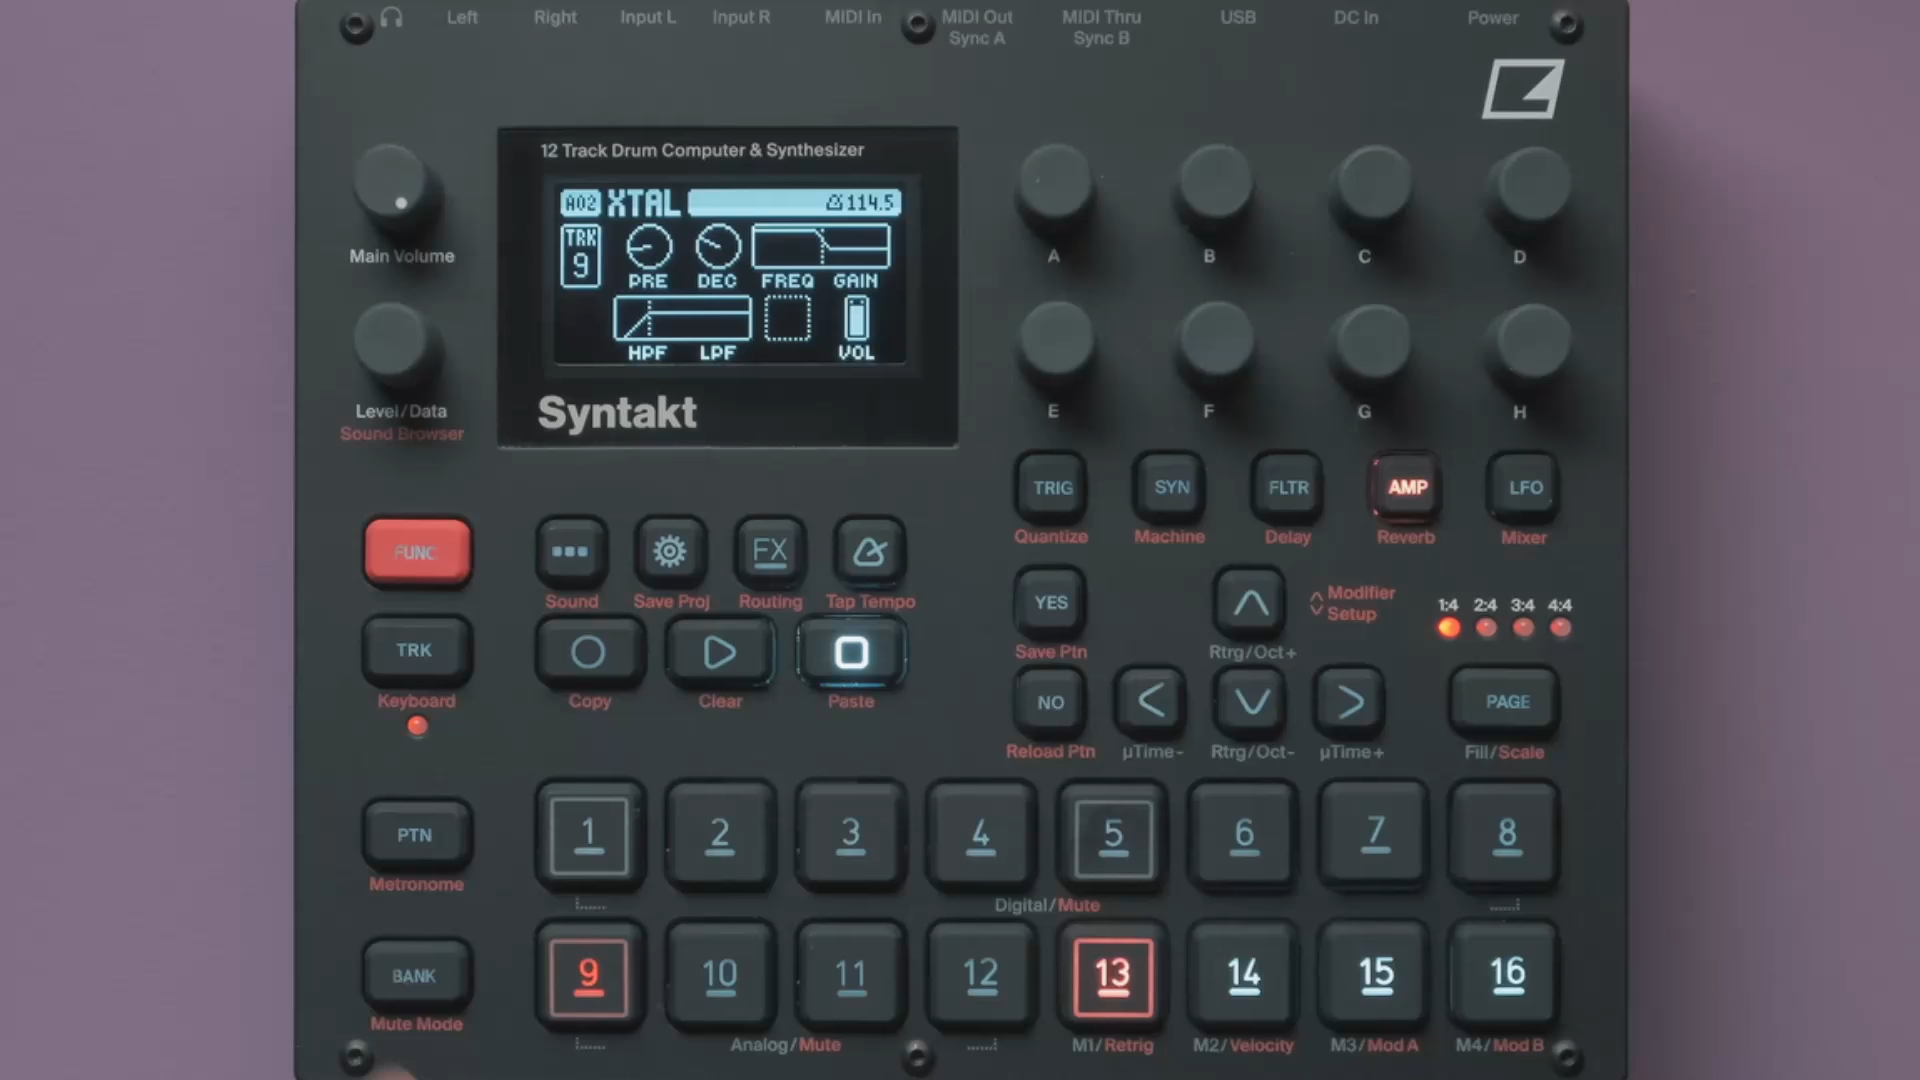 Left Right Input L Input R MIDI In MIDI Out MIDI Thru USB DC In Power
Sync A Sync B
12 Track Drum Computer & Synthesizer
A02 XTAL 114.5
TRK 9
PRE DEC FREQ GAIN
HPF LPF VOL
Syntakt
Main Volume
Level/Data
Sound Browser
A B C D
E F G H
TRIG SYN FLTR AMP LFO
Quantize Machine Delay Reverb Mixer
FUNC FX
Sound Save Proj Routing Tap Tempo
YES
Modifier
Setup
1:4 2:4 3:4 4:4
Save Ptn Rtrg/Oct+
TRK
Keyboard Copy Clear Paste
NO PAGE
Reload Ptn µTime- Rtrg/Oct- µTime+ Fill/Scale
PTN 1 2 3 4 5 6 7 8
Metronome
Digital/Mute
BANK 9 10 11 12 13 14 15 16
Mute Mode
Analog/Mute M1/Retrig M2/Velocity M3/Mod A M4/Mod B